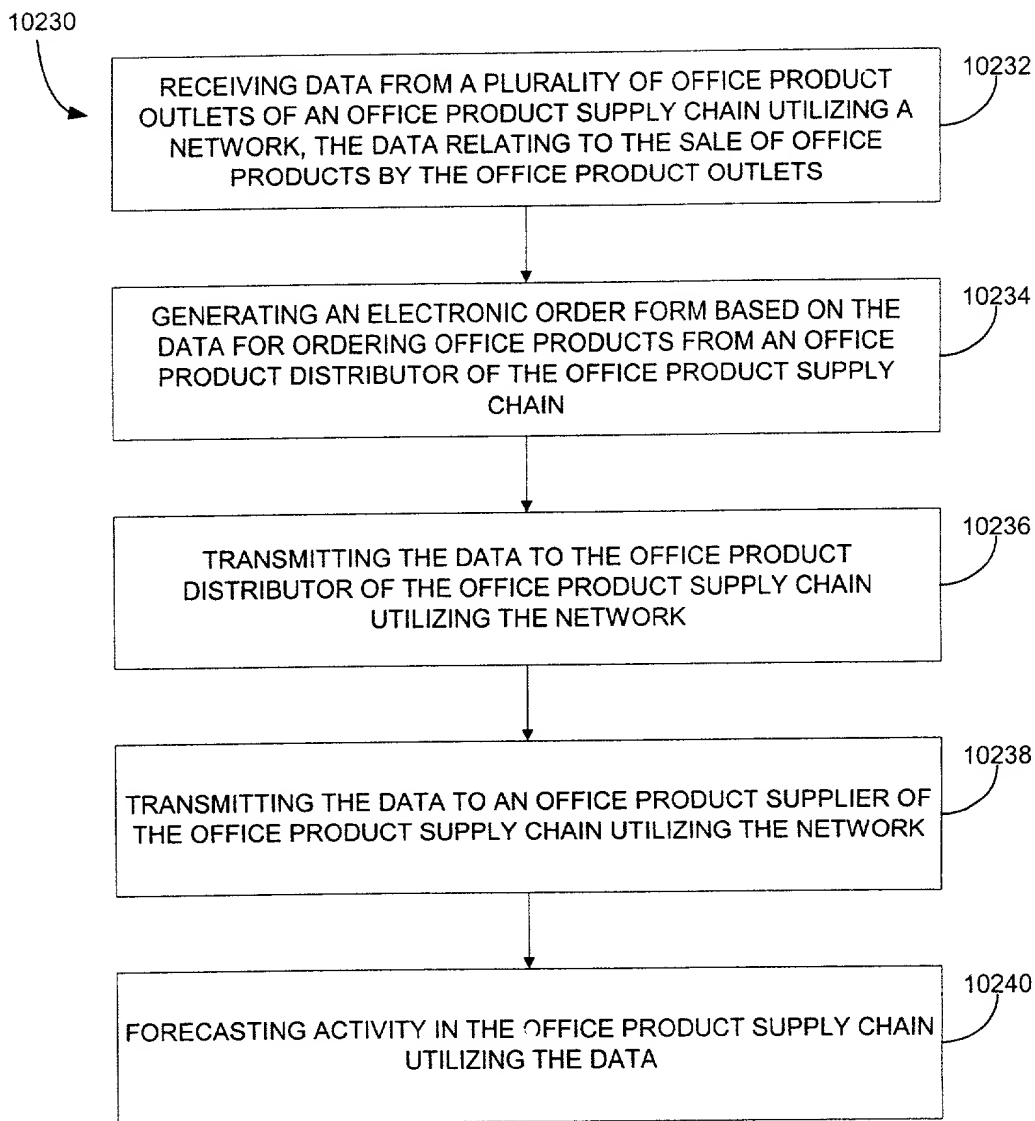 10230
10232
RECEIVING DATA FROM A PLURALITY OF OFFICE PRODUCT
OUTLETS OF AN OFFICE PRODUCT SUPPLY CHAIN UTILIZING A
NETWORK, THE DATA RELATING TO THE SALE OF OFFICE
PRODUCTS BY THE OFFICE PRODUCT OUTLETS
10234
GENERATING AN ELECTRONIC ORDER FORM BASED ON THE
DATA FOR ORDERING OFFICE PRODUCTS FROM AN OFFICE
PRODUCT DISTRIBUTOR OF THE OFFICE PRODUCT SUPPLY
CHAIN
10236
TRANSMITTING THE DATA TO THE OFFICE PRODUCT
DISTRIBUTOR OF THE OFFICE PRODUCT SUPPLY CHAIN
UTILIZING THE NETWORK
10238
TRANSMITTING THE DATA TO AN OFFICE PRODUCT SUPPLIER OF
THE OFFICE PRODUCT SUPPLY CHAIN UTILIZING THE NETWORK
10240
FORECASTING ACTIVITY IN THE OFFICE PRODUCT SUPPLY CHAIN
UTILIZING THE DATA